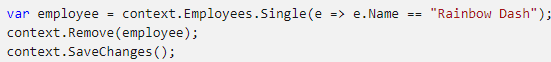 var employee = context.Employees.Single(e => e.Name == "Rainbow Dash");
context.Remove(employee);
context.SaveChanges();